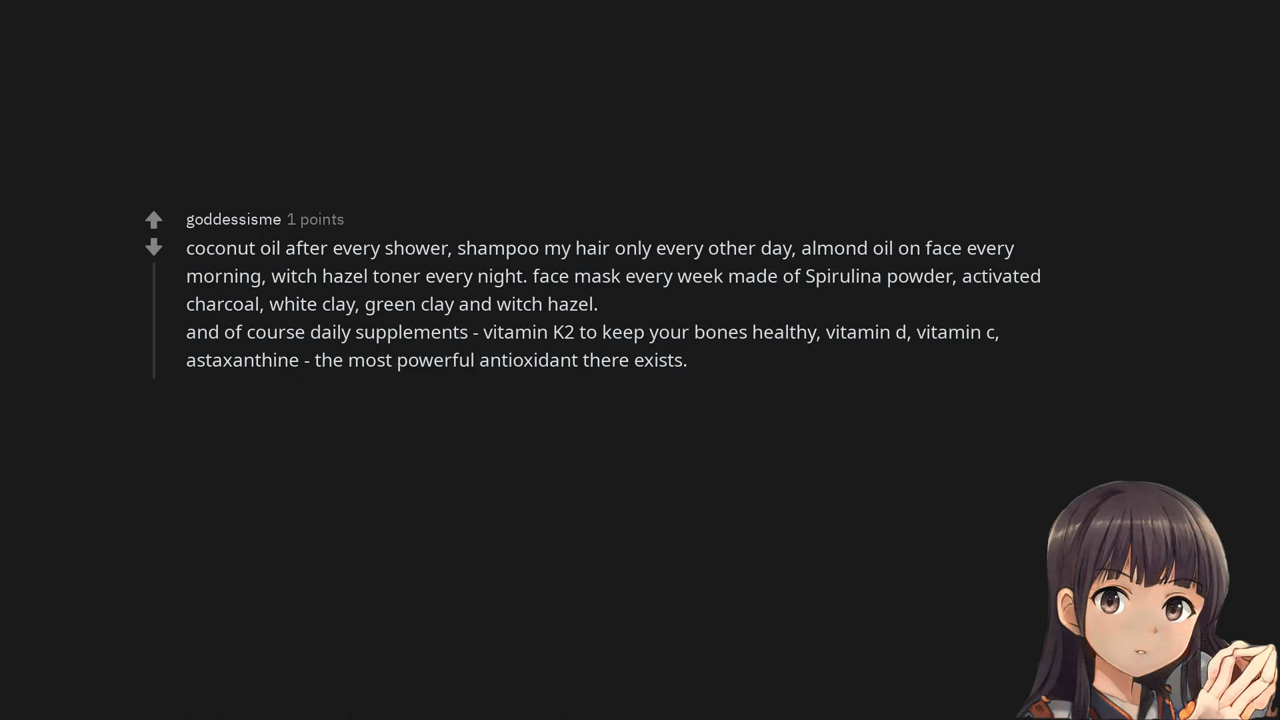 goddessisme 1 points
coconut oil after every shower, shampoo my hair only every other day, almond oil on face every
morning, witch hazel toner every night. face mask every week made of Spirulina powder, activated
charcoal, white clay, green clay and witch hazel.
and of course daily supplements - vitamin K2 to keep your bones healthy, vitamin d, vitamin c,
astaxanthine - the most powerful antioxidant there exists.